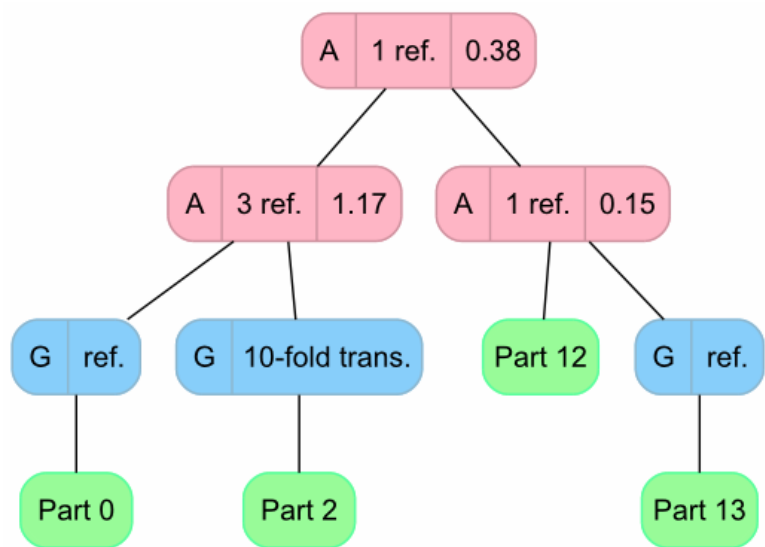 A 1 ref. 0.38
A 3 ref. 1.17
A 1 ref. 0.15
G ref.
G 10-fold trans.
Part 12
G ref.
Part 0
Part 2
Part 13